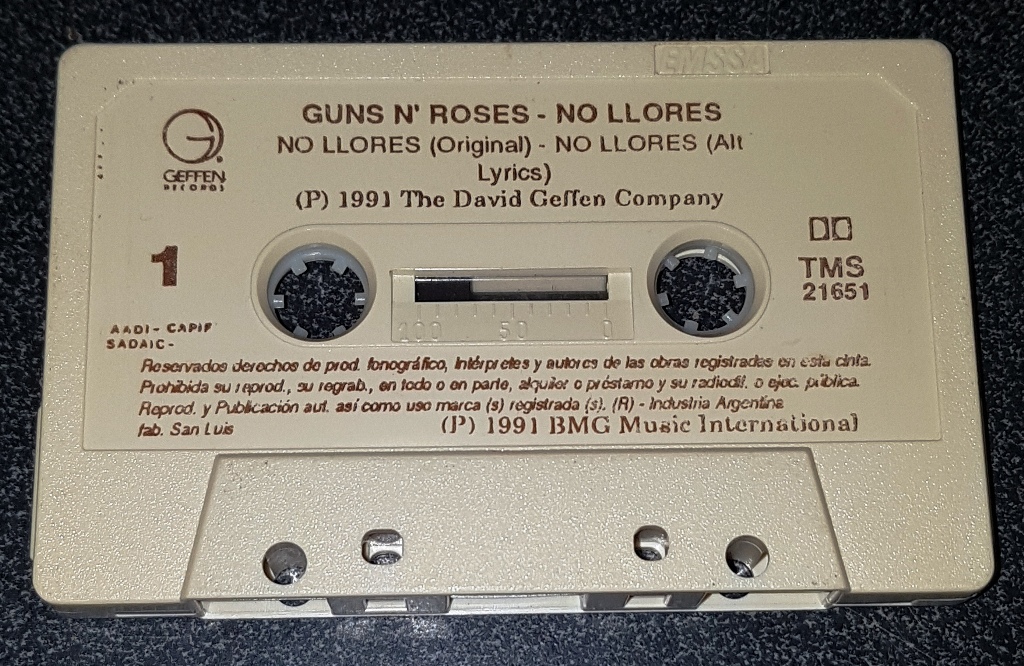 EMSSA
GUNS N' ROSES - NO LLORES
NO LLORES (Original) - NO LLORES (Alt
Lyrics)
(P) 1991 The David Geffen Company
G
GEFFEN
RECORDS
1
TMS
21651
100 50 0
AADI - CAPIF
SADAIC -
Reservados derechos de prod. fonográfico, Intérpretes y autores de las obras registradas en esta cinta.
Prohibida su reprod., su regrab., en todo o en parte, alquiler o préstamo y su radiodif. o ejec. pública.
Reprod. y Publicación aut. así como uso marca (s) registrada (s). (R) - Industria Argentina
fab. San Luis
(P) 1991 BMG Music International